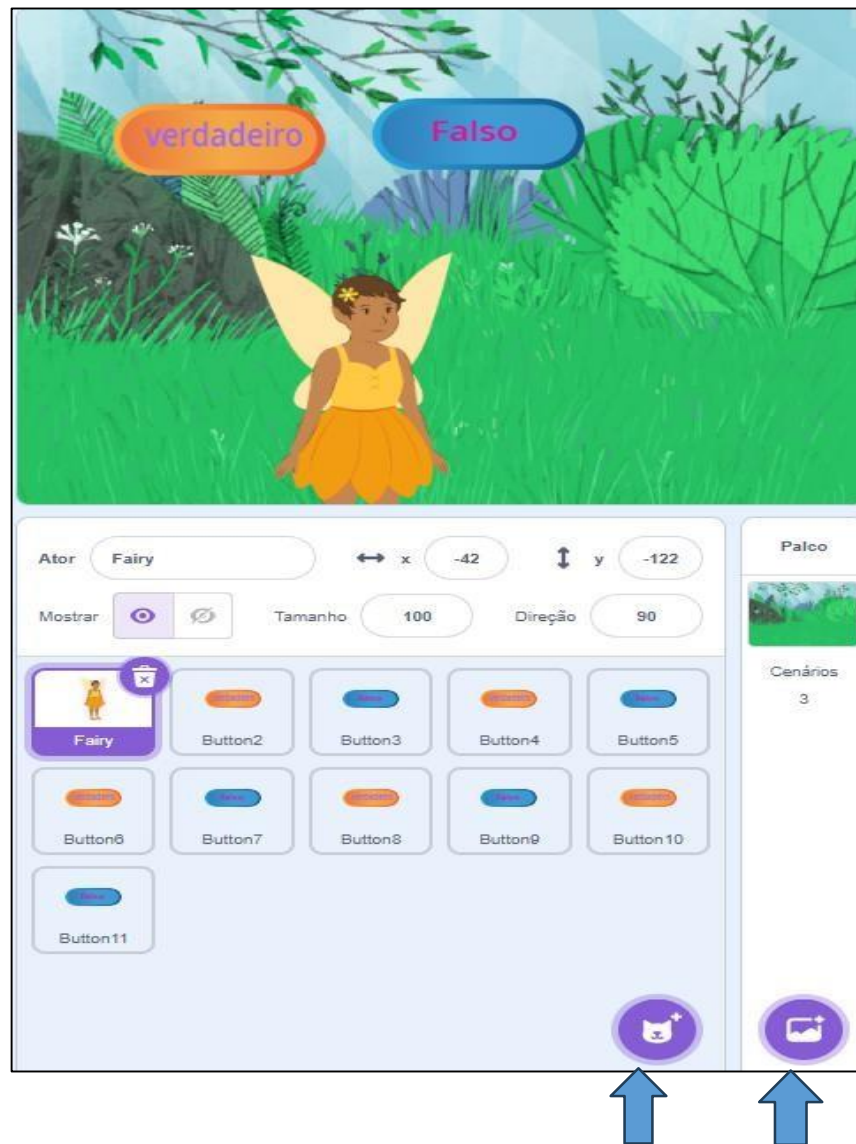 verdadeiro Falso
Ator Fairy x -42 y -122
Mostrar Tamanho 100 Direção 90
Palco
Cenários
3
Fairy Button2 Button3 Button4 Button5
Button6 Button7 Button8 Button9 Button10
Button11